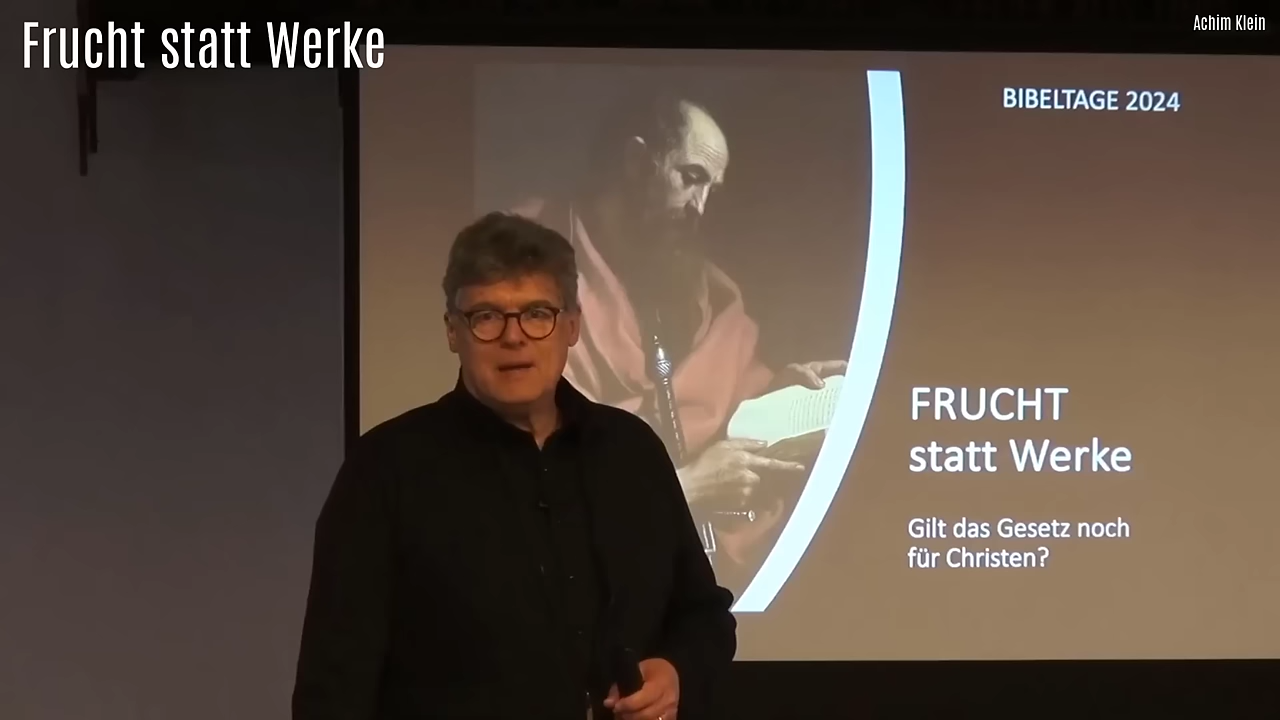 Frucht statt Werke
Achim Klein
BIBELTAGE 2024
FRUCHT
statt Werke
Gilt das Gesetz noch
für Christen?